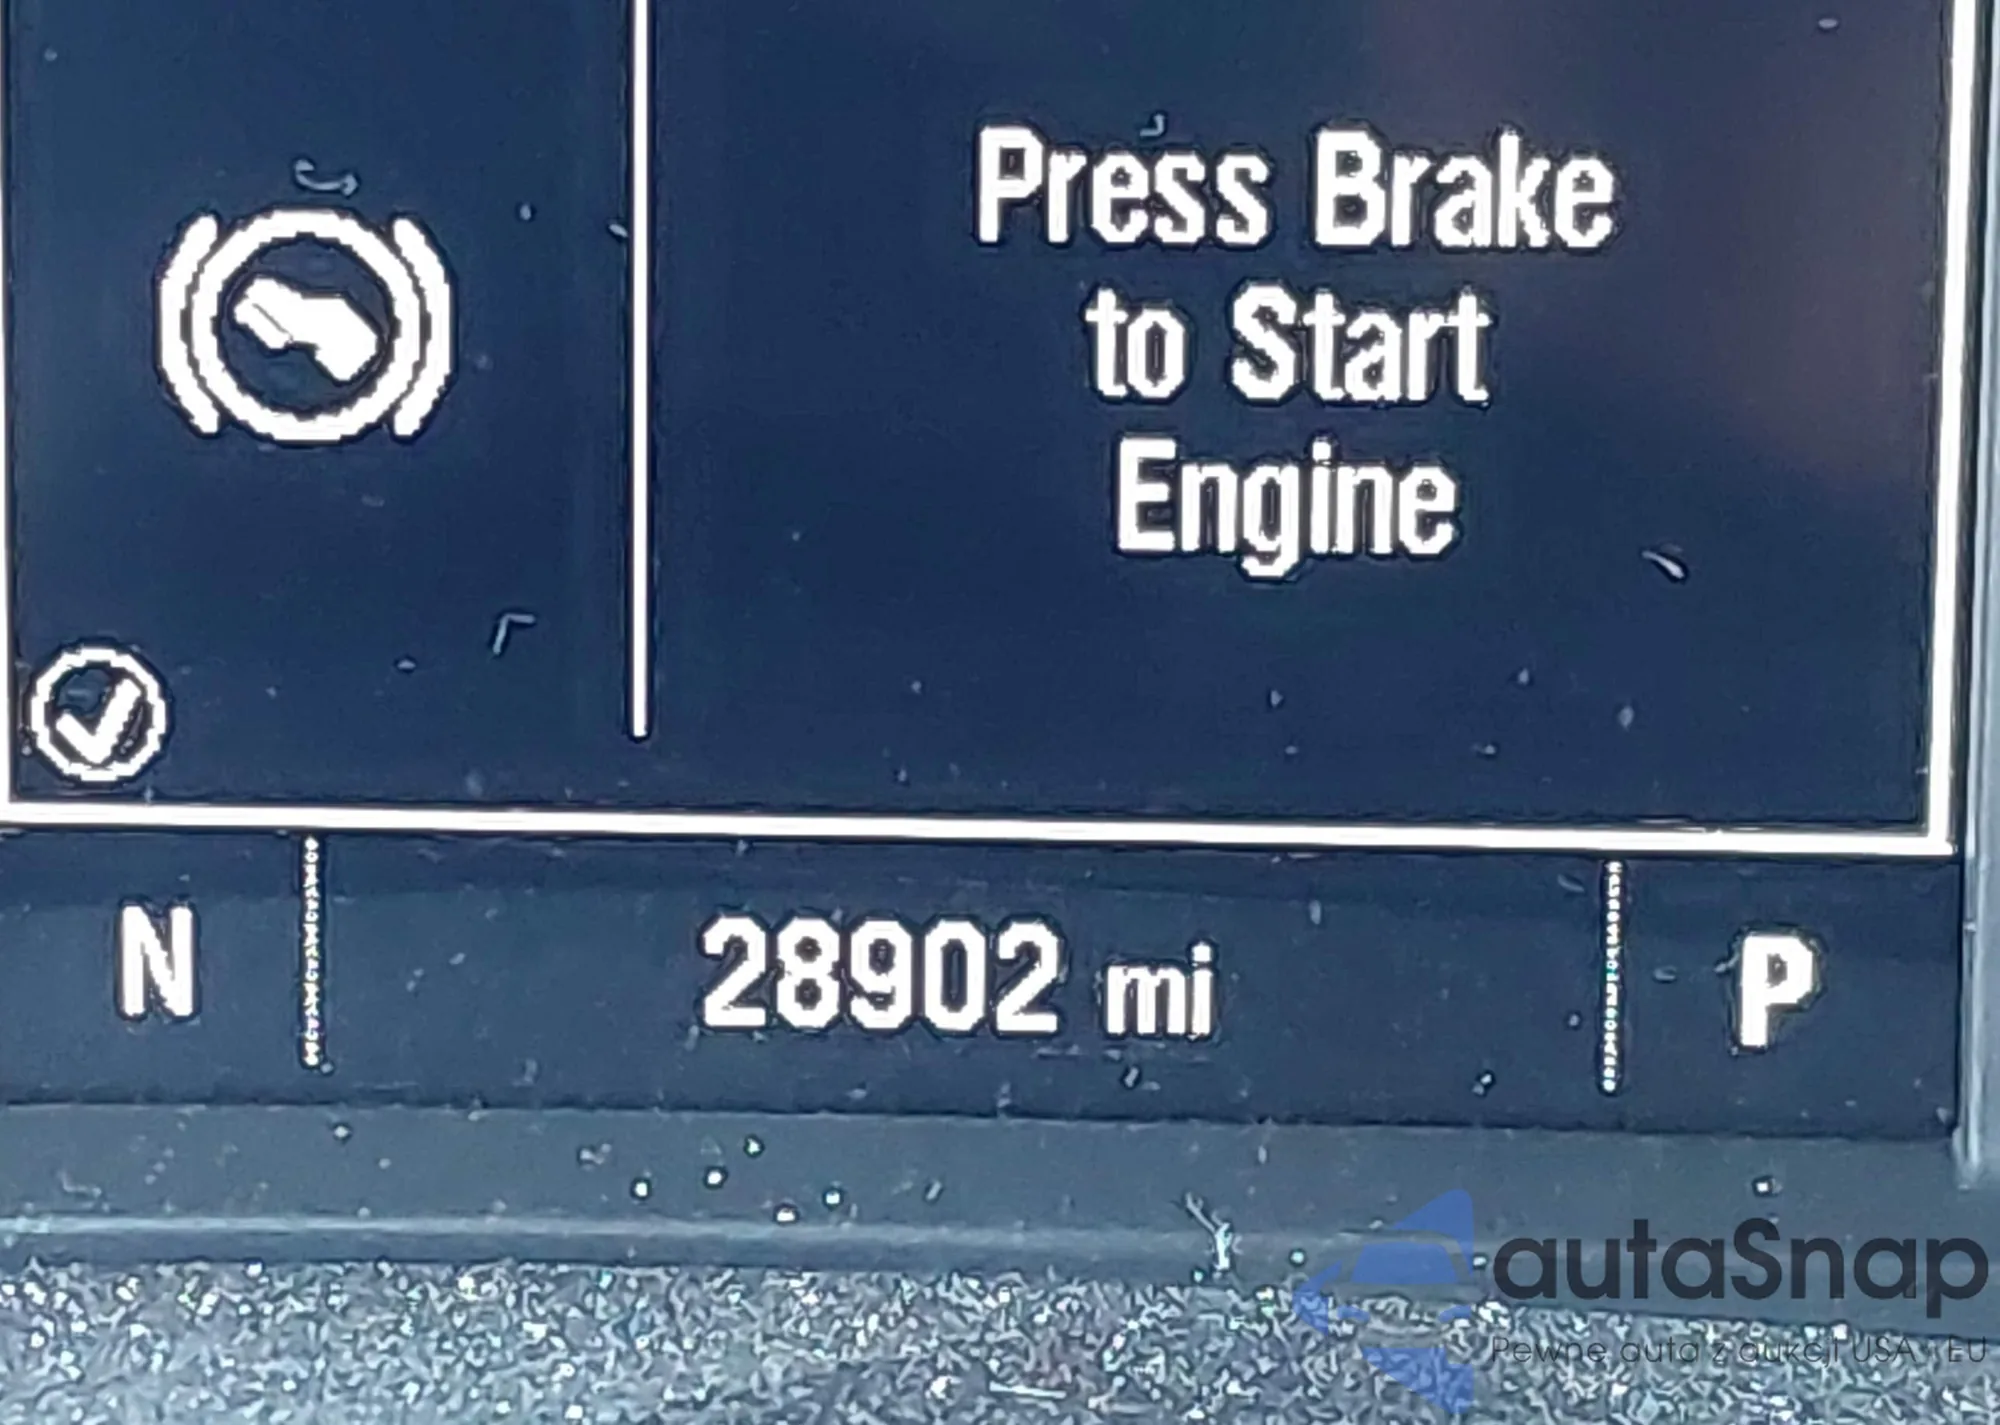 Press Brake
to Start
Engine
N 28902 mi P
autaSnap
Pewne auta z aukcji USA i EU